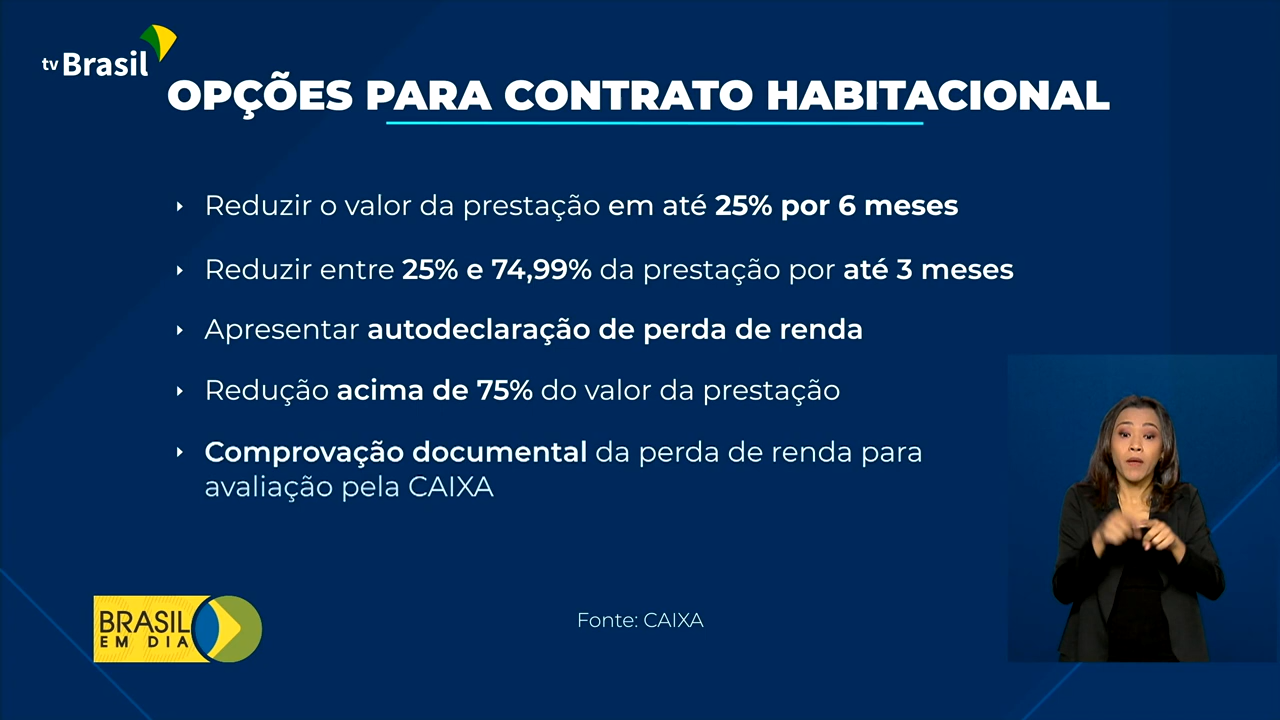 tv Brasil
OPÇÕES PARA CONTRATO HABITACIONAL
Reduzir o valor da prestação em até 25% por 6 meses
Reduzir entre 25% e 74,99% da prestação por até 3 meses
Apresentar autodeclaração de perda de renda
Redução acima de 75% do valor da prestação
Comprovação documental da perda de renda para
avaliação pela CAIXA
BRASIL
EM DIA
Fonte: CAIXA